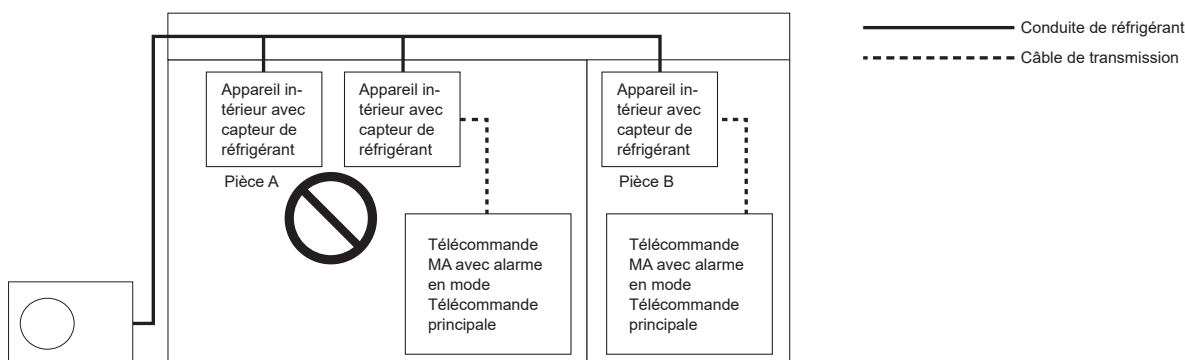 Conduite de réfrigérant
Câble de transmission
Appareil in-
térieur avec
capteur de
réfrigérant
Appareil in-
térieur avec
capteur de
réfrigérant
Appareil in-
térieur avec
capteur de
réfrigérant
Pièce A
Pièce B
Télécommande
MA avec alarme
en mode
Télécommande
principale
Télécommande
MA avec alarme
en mode
Télécommande
principale